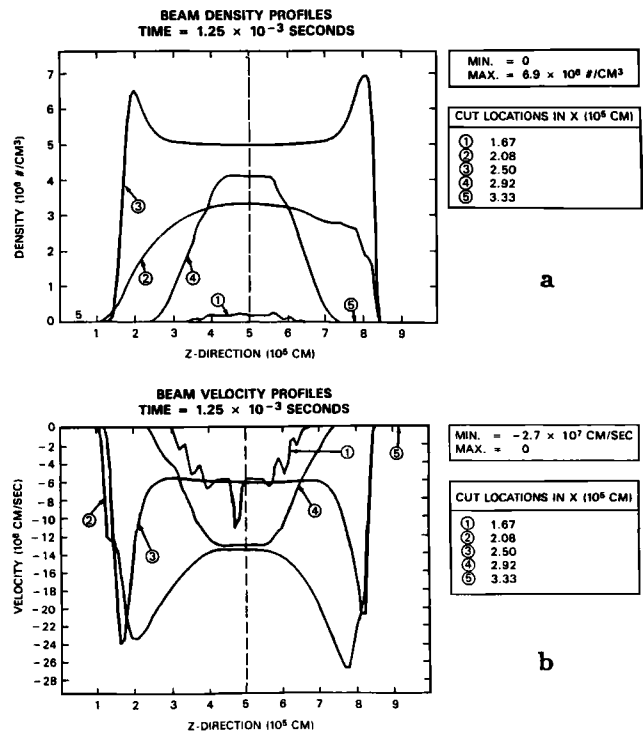 BEAM DENSITY PROFILES
TIME = 1.25 × 10⁻³ SECONDS
MIN. = 0
MAX. = 6.9 × 10⁶ #/CM³
CUT LOCATIONS IN X (10⁵ CM)
① 1.67
② 2.08
③ 2.50
④ 2.92
⑤ 3.33
a
DENSITY (10⁶ #/CM³)
7
6
5
4
3
2
1
0
③
②
④
①
⑤
5
1 2 3 4 5 6 7 8 9
Z-DIRECTION (10⁵ CM)
BEAM VELOCITY PROFILES
TIME = 1.25 × 10⁻³ SECONDS
MIN. = −2.7 × 10⁷ CM/SEC
MAX. = 0
CUT LOCATIONS IN X (10⁵ CM)
① 1.67
② 2.08
③ 2.50
④ 2.92
⑤ 3.33
b
VELOCITY (10⁶ CM/SEC)
0
-2
-4
-6
-8
-10
-12
-14
-16
-18
-20
-22
-24
-26
-28
①
⑤
②
③
④
1 2 3 4 5 6 7 8 9
Z-DIRECTION (10⁵ CM)